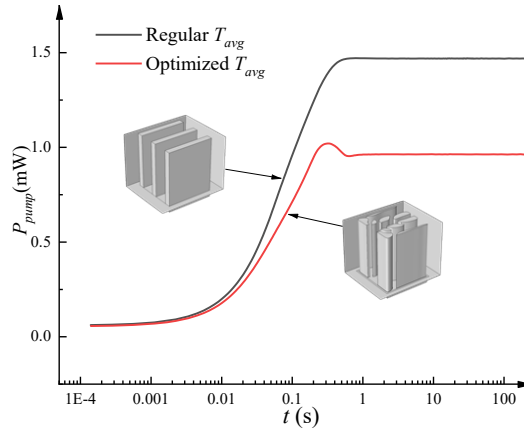 Regular T_avg
Optimized T_avg
P_pump(mW)
1.5
1.0
0.5
0.0
1E-4 0.001 0.01 0.1 1 10 100
t (s)